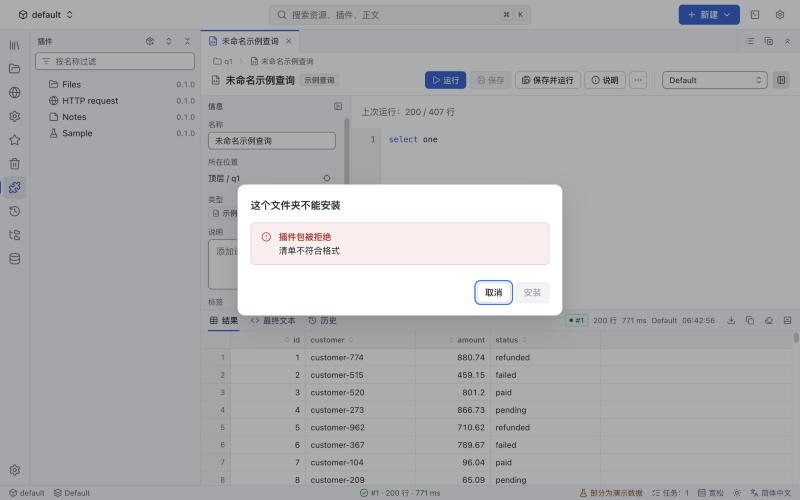 default
搜索资源、插件、正文
⌘ K
新建
插件
按名称过滤
Files 0.1.0
HTTP request 0.1.0
Notes 0.1.0
Sample 0.1.0
未命名示例查询
q1 › 未命名示例查询
未命名示例查询 示例查询
运行 保存 保存并运行 说明 Default
信息
名称
未命名示例查询
所在位置
顶层 / q1
类型
说明
标签
上次运行: 200 / 407 行
1 select one
这个文件夹不能安装
插件包被拒绝
清单不符合格式
取消 安装
结果 最终文本 历史 #1 200 行 771 ms Default 06:42:56
id customer amount status
1 1 customer-774 880.74 refunded
2 2 customer-515 459.15 failed
3 3 customer-520 801.2 paid
4 4 customer-273 866.73 pending
5 5 customer-962 710.62 refunded
6 6 customer-367 789.67 failed
7 7 customer-104 96.04 paid
8 8 customer-209 65.09 pending
default Default #1 · 200 行 · 771 ms 部分为演示数据 任务: 1 宽松 简体中文